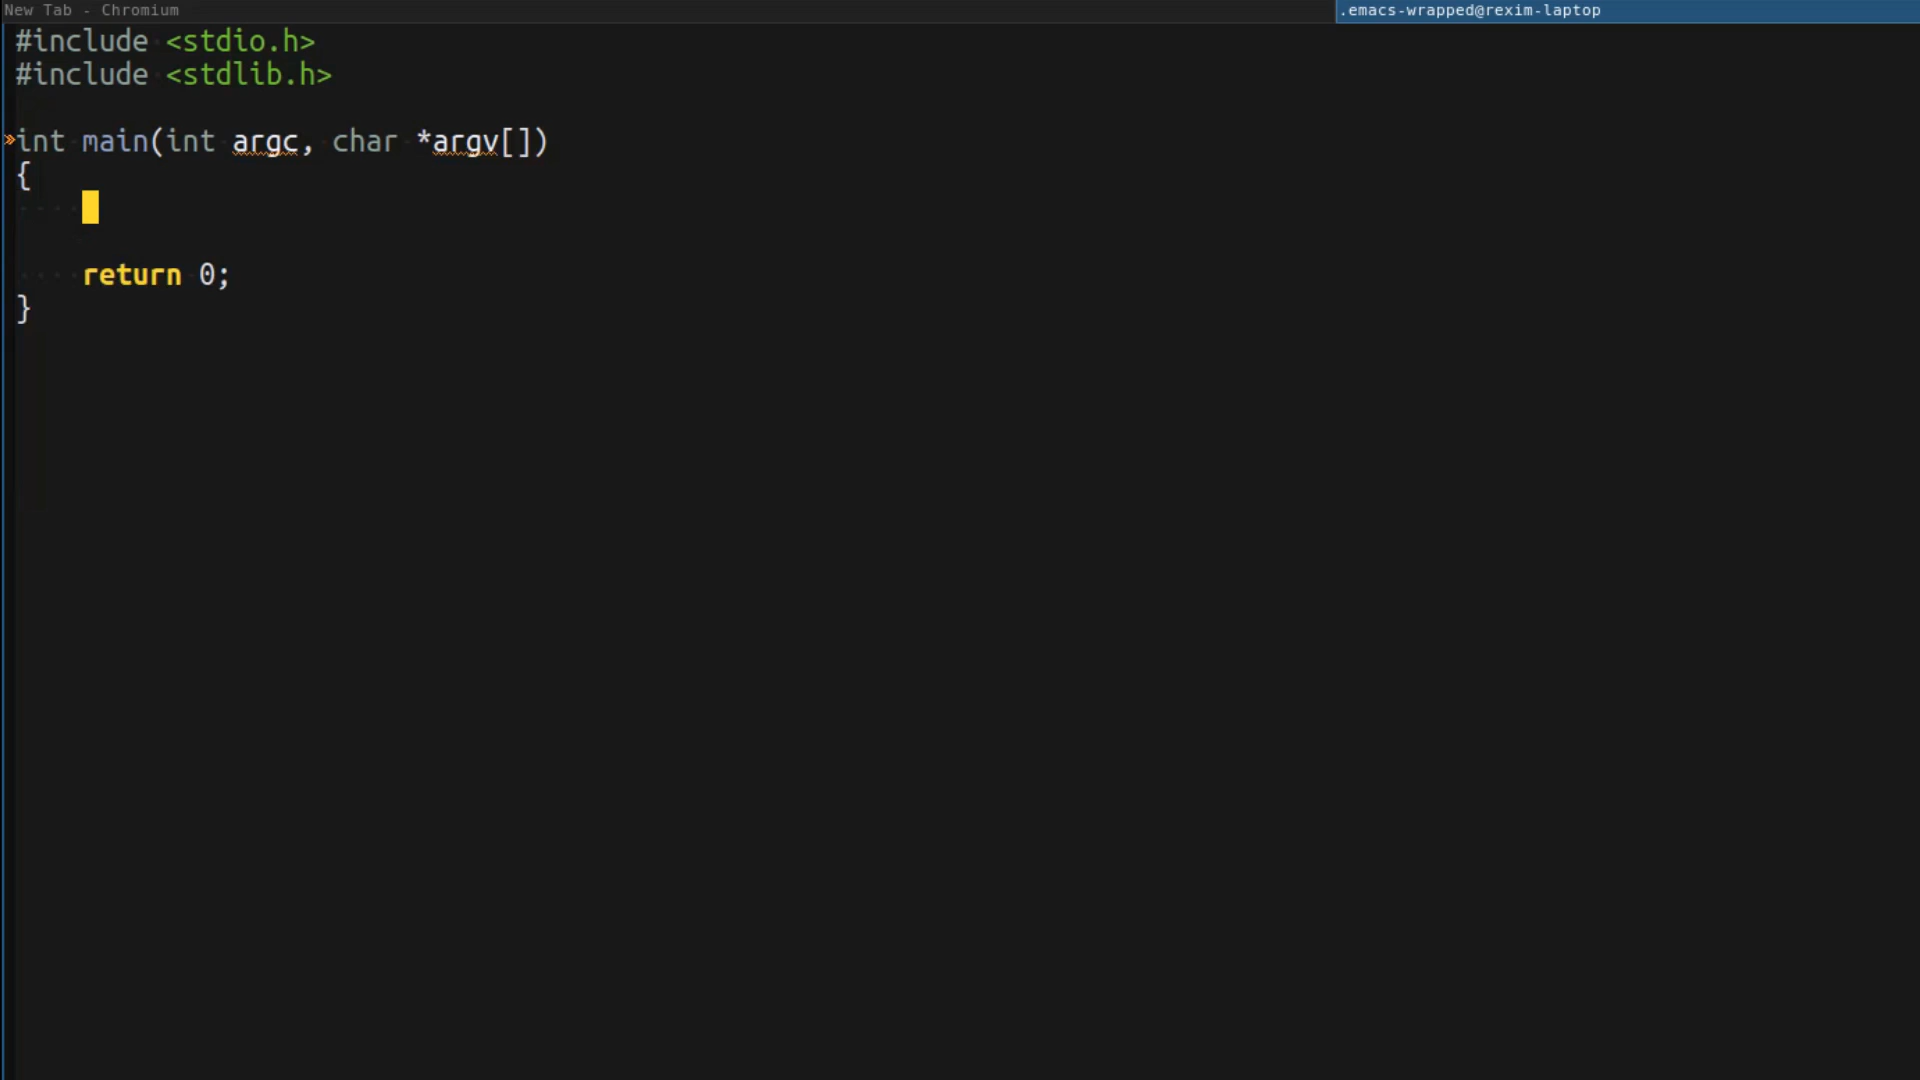 New Tab - Chromium
.emacs-wrapped@rexim-laptop
#include <stdio.h>
#include <stdlib.h>
int main(int argc, char *argv[])
{
return 0;
}